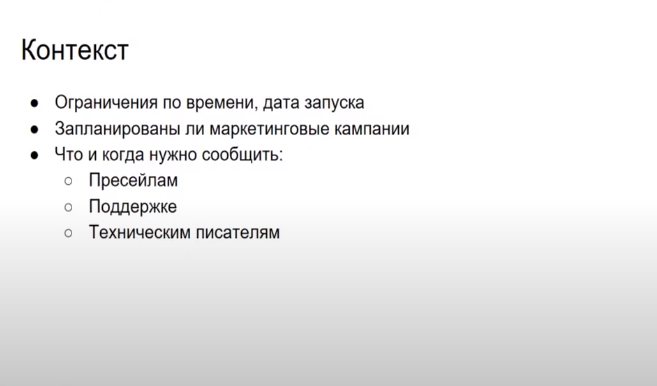 Контекст
● Ограничения по времени, дата запуска
● Запланированы ли маркетинговые кампании
● Что и когда нужно сообщить:
○ Пресейлам
○ Поддержке
○ Техническим писателям